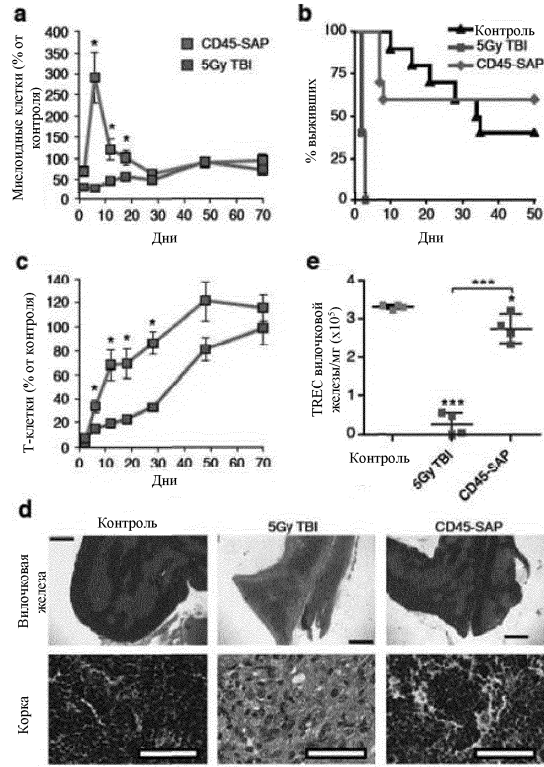 a
Мислоидные клетки (% от контроля)
400
350
300
250
200
150
100
50
0
*
*
*
CD45-SAP
5Gy TBI
0 10 20 30 40 50 60 70
Дни
b
% выживших
100
75
50
25
0
Контроль
5Gy TBI
CD45-SAP
0 10 20 30 40 50
Дни
c
Т-клетки (% от контроля)
140
120
100
80
60
40
20
0
*
*
*
*
0 10 20 30 40 50 60 70
Дни
e
TREC вилочковой железы/мг (x10⁵)
4
3
2
1
0
***
*
***
Контроль
5Gy TBI
CD45-SAP
d
Контроль
5Gy TBI
CD45-SAP
Вилочковая железа
Корка